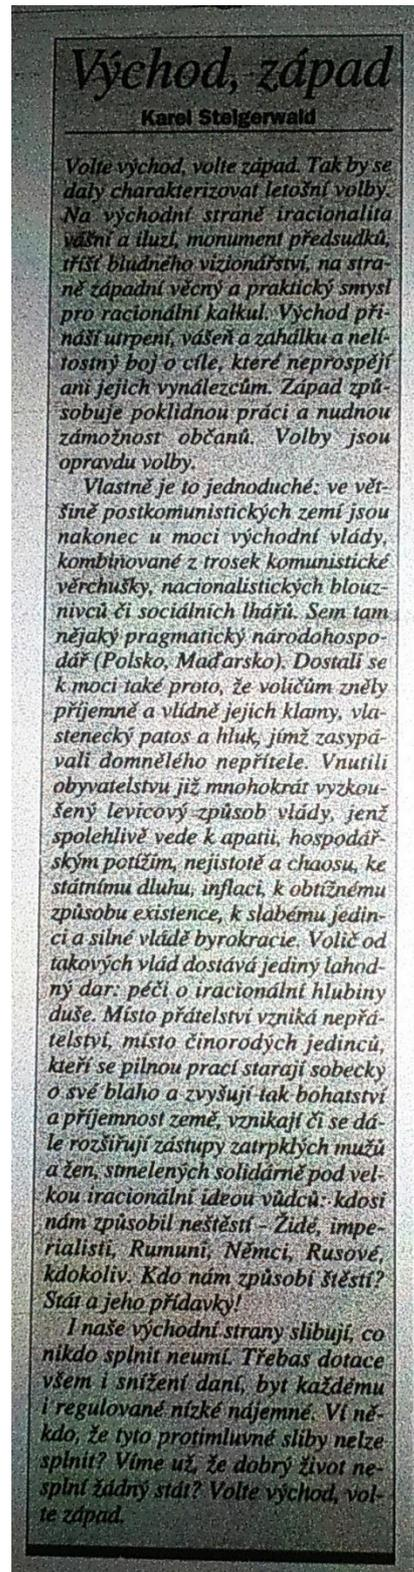 Východ, západ
Karel Steigerwald
Volte východ, volte západ. Tak by se
daly charakterizovat letošní volby.
Na východní straně iracionalita
vášní a iluzí, monument předsudků,
tříšť bludného vizionářství, na stra-
ně západní věcný a praktický smysl
pro racionální kalkul. Východ při-
náší utrpení, vášeň a zahálku a nelí-
tostný boj o cíle, které neprospějí
ani jejich vynálezcům. Západ způ-
sobuje poklidnou práci a nudnou
zámožnost občanů. Volby jsou
opravdu volby.
Vlastně je to jednoduché: ve vět-
šině postkomunistických zemí jsou
nakonec u moci východní vlády,
kombinované z trosek komunistické
věrchušky, nacionalistických blouz-
nivců či sociálních lhářů. Sem tam
nějaký pragmatický národohospo-
dář (Polsko, Maďarsko). Dostali se
k moci také proto, že voličům zněly
příjemně a vlídně jejich klamy, vla-
stenecký patos a hluk, jímž zasypá-
vali domnělého nepřítele. Vnutili
obyvatelstvu již mnohokrát vyzkou-
šený levicový způsob vlády, jenž
spolehlivě vede k apatii, hospodář-
ským potížím, nejistotě a chaosu, ke
státnímu dluhu, inflaci, k obtížnému
způsobu existence, k slabému jedin-
ci a silné vládě byrokracie. Volič od
takových vlád dostává jediný lahod-
ný dar: péči o iracionální hlubiny
duše. Místo přátelství vzniká nepřá-
telství, místo činorodých jedinců,
kteří se pilnou prací starají sobecky
o své blaho a zvyšují tak bohatství
a příjemnost země, vznikají či se dá-
le rozšiřují zástupy zatrpklých mužů
a žen, stmelených solidárně pod vel-
kou iracionální ideou vůdců: kdosi
nám způsobil neštěstí – Židé, impe-
rialisti, Rumuni, Němci, Rusové,
kdokoliv. Kdo nám způsobí štěstí?
Stát a jeho přídavky!
I naše východní strany slibují, co
nikdo splnit neumí. Třebas dotace
všem i snížení daní, byt každému
i regulované nízké nájemné. Ví ně-
kdo, že tyto protimluvné sliby nelze
splnit? Víme už, že dobrý život ne-
splní žádný stát? Volte východ, vol-
te západ.